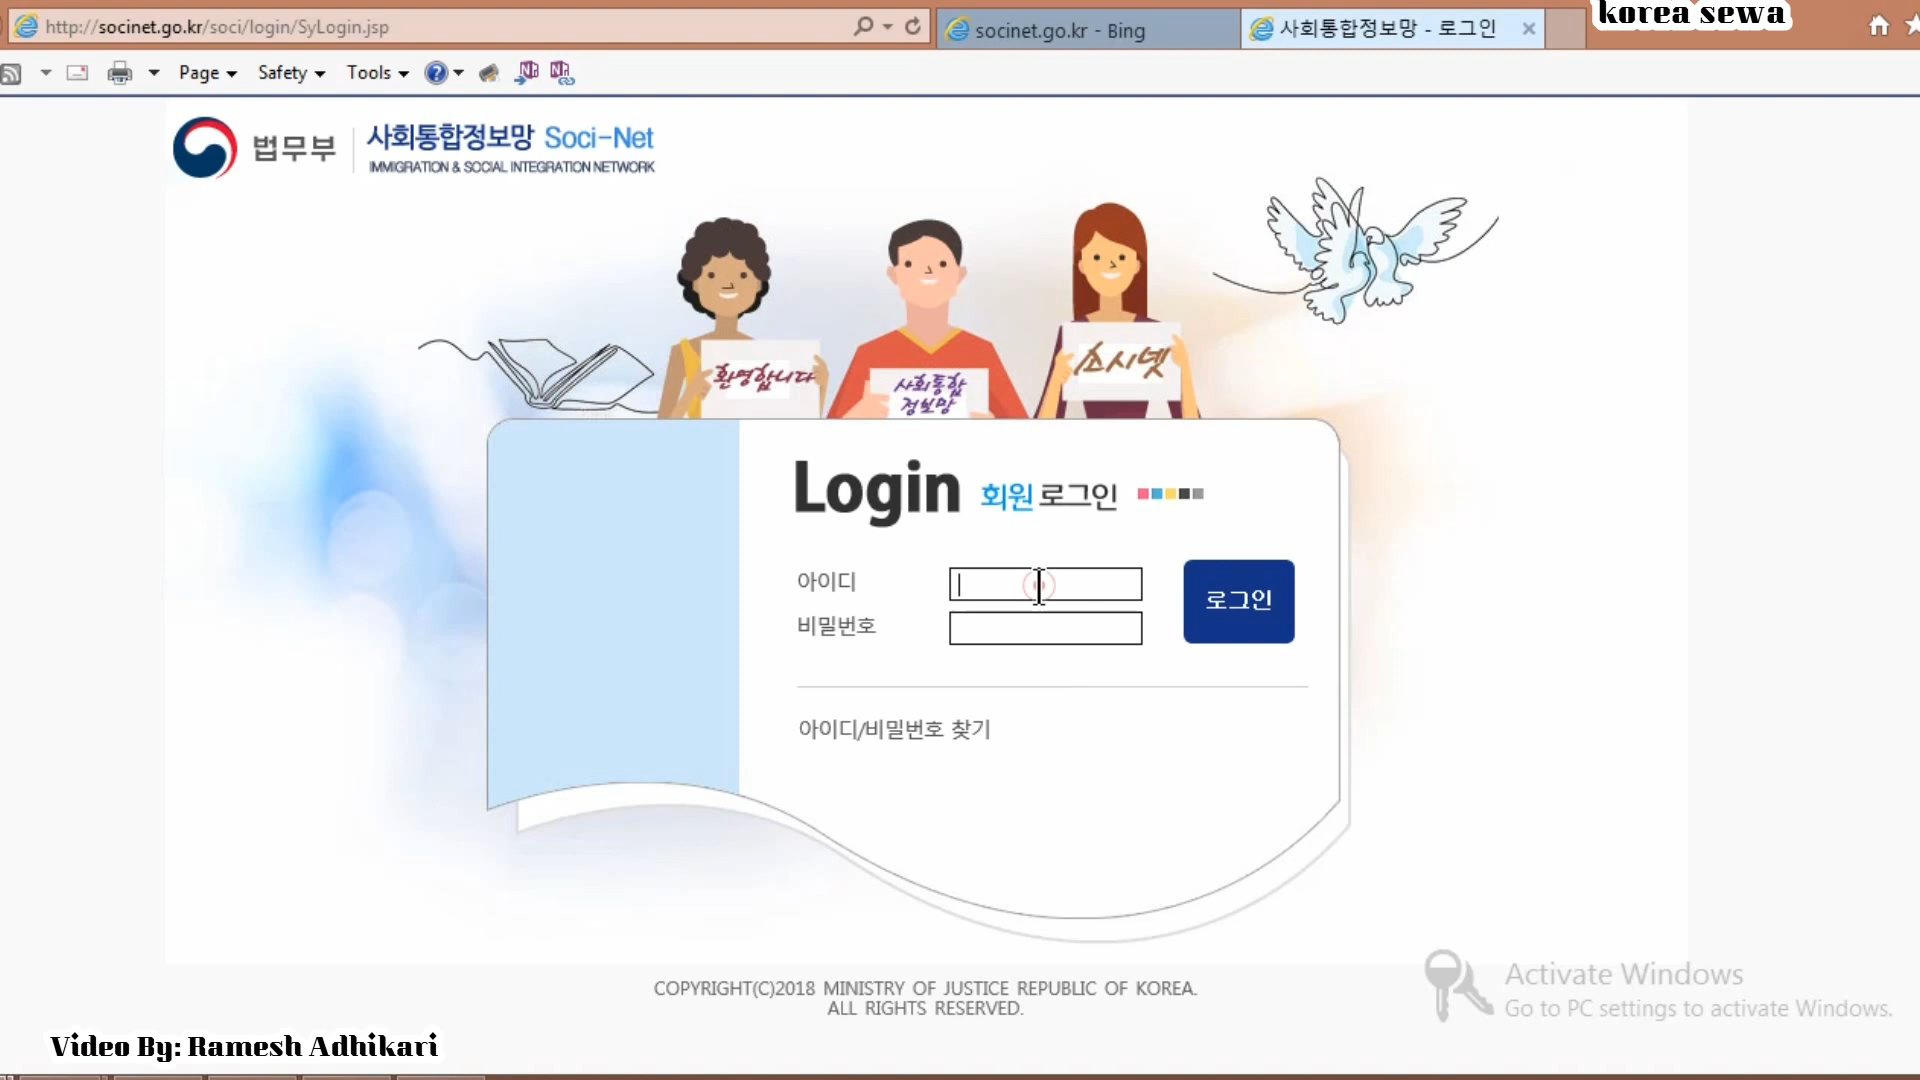 http://socinet.go.kr/soci/login/SyLogin.jsp
socinet.go.kr - Bing
사회통합정보망 - 로그인
korea sewa
Page
Safety
Tools
법무부
사회통합정보망 Soci-Net
IMMIGRATION & SOCIAL INTEGRATION NETWORK
환영합니다
사회통합
정보망
소시넷
Login 회원로그인
아이디
비밀번호
로그인
아이디/비밀번호 찾기
COPYRIGHT(C)2018 MINISTRY OF JUSTICE REPUBLIC OF KOREA.
ALL RIGHTS RESERVED.
Activate Windows
Go to PC settings to activate Windows.
Video By: Ramesh Adhikari